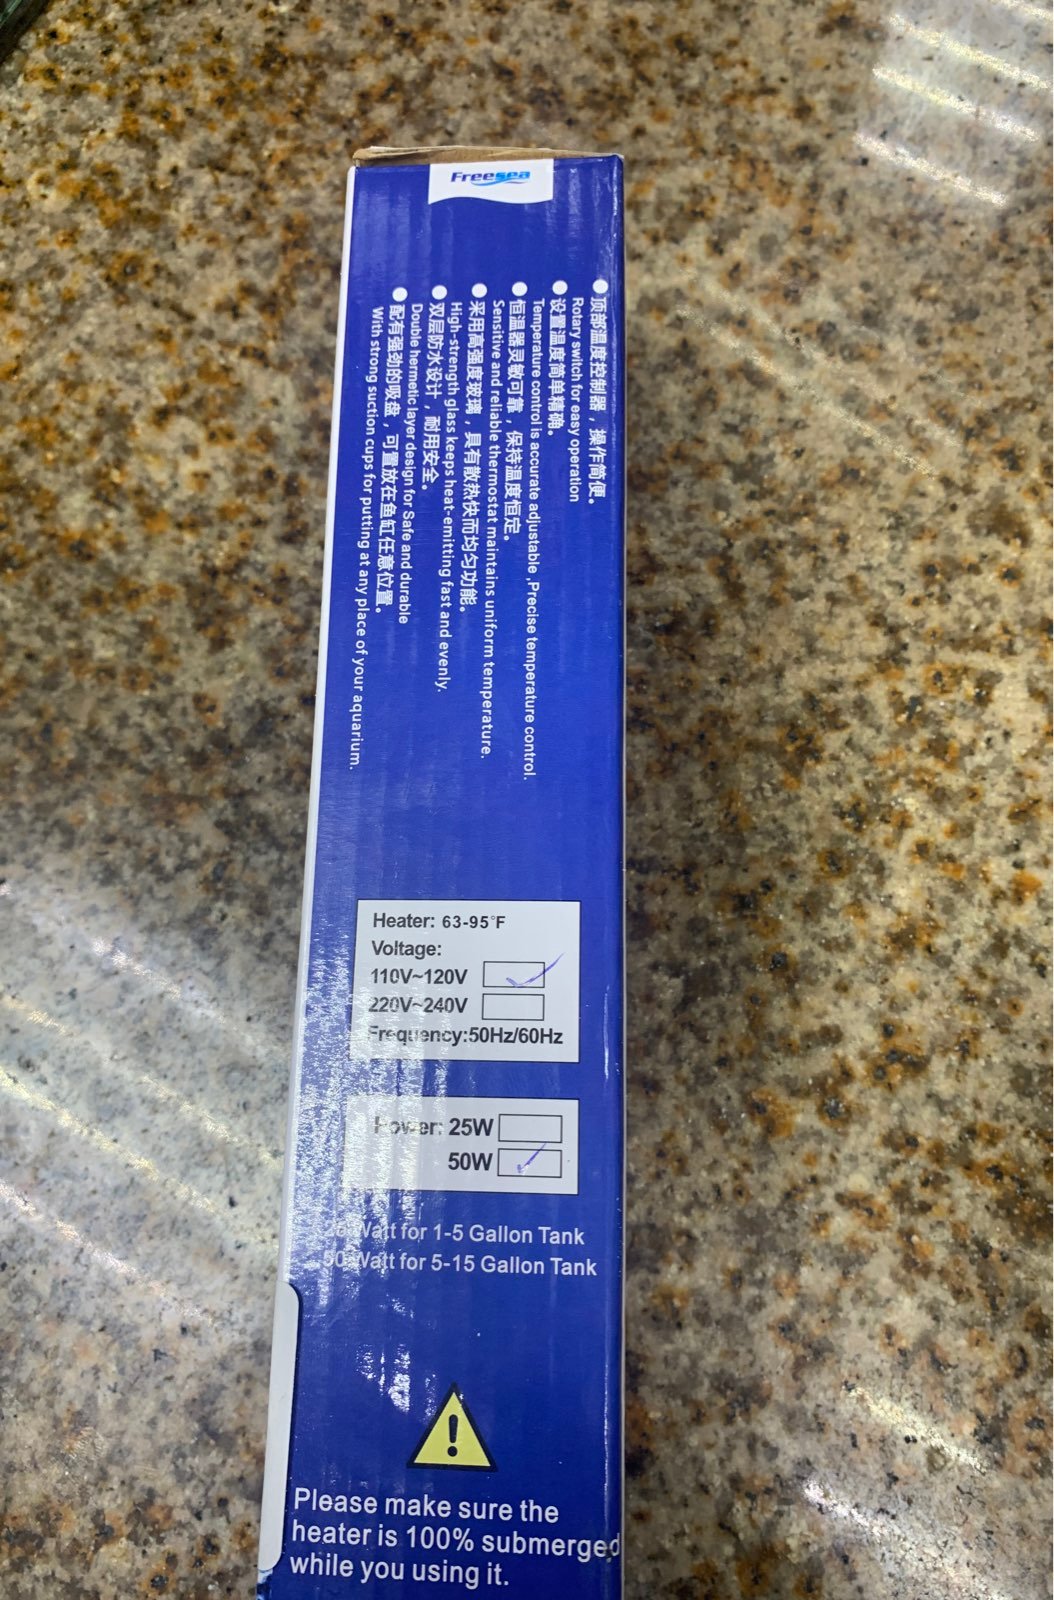 Freesea
●顶部温度控制器，操作简便。
Rotary switch for easy operation
●设置温度简单精确。
Temperature control is accurate adjustable ,Precise temperature control.
●恒温器灵敏可靠，保持温度恒定。
Sensitive and reliable thermostat maintains uniform temperature.
●采用高强度玻璃，具有散热快而均匀功能。
High-strength glass keeps heat-emitting fast and evenly.
●双层防水设计，耐用安全。
Double hermetic layer design for Safe and durable
●配有强劲的吸盘，可置放在鱼缸任意位置。
With strong suction cups for putting at any place of your aquarium.
Heater: 63-95°F
Voltage:
110V~120V
220V~240V
Frequency:50Hz/60Hz
Power: 25W
50W
25 Watt for 1-5 Gallon Tank
50 Watt for 5-15 Gallon Tank
Please make sure the
heater is 100% submerged
while you using it.